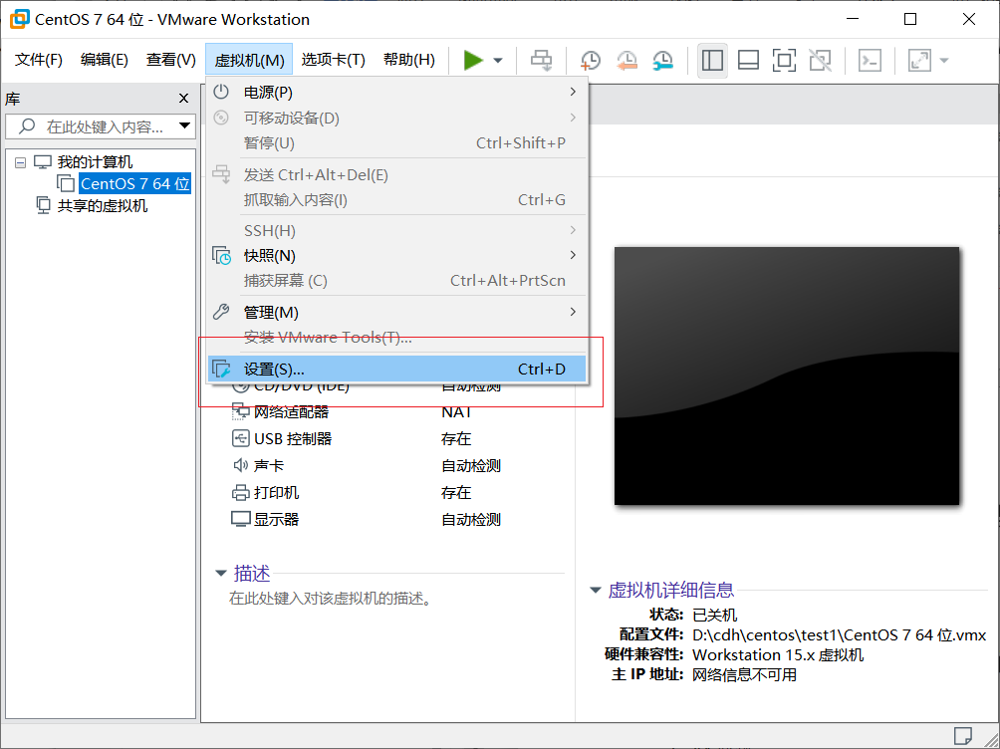 CentOS 7 64 位 - VMware Workstation
文件(F) 编辑(E) 查看(V) 虚拟机(M) 选项卡(T) 帮助(H)
库
在此处键入内容...
我的计算机
CentOS 7 64 位
共享的虚拟机
电源(P)
可移动设备(D)
暂停(U) Ctrl+Shift+P
发送 Ctrl+Alt+Del(E)
抓取输入内容(I) Ctrl+G
SSH(H)
快照(N)
捕获屏幕 (C) Ctrl+Alt+PrtScn
管理(M)
安装 VMware Tools(T)...
设置(S)... Ctrl+D
CD/DVD (IDE) 自动检测
网络适配器 NAT
USB 控制器 存在
声卡 自动检测
打印机 存在
显示器 自动检测
描述
在此处键入对该虚拟机的描述。
虚拟机详细信息
状态: 已关机
配置文件: D:\cdh\centos\test1\CentOS 7 64 位.vmx
硬件兼容性: Workstation 15.x 虚拟机
主 IP 地址: 网络信息不可用